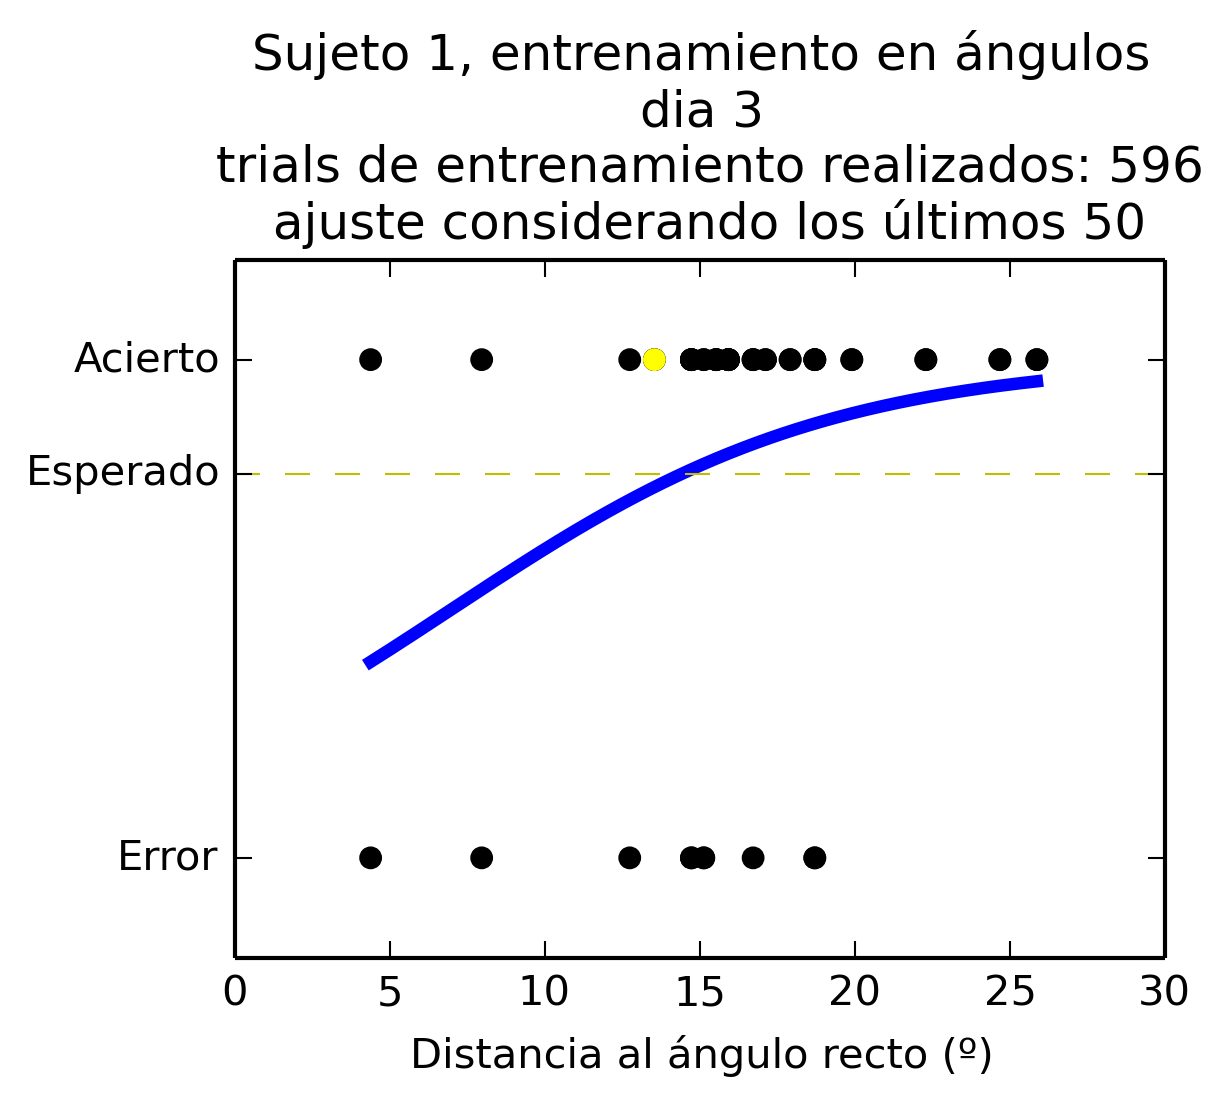 Sujeto 1, entrenamiento en ángulos
dia 3
trials de entrenamiento realizados: 596
ajuste considerando los últimos 50
Acierto
Esperado
Error
0 5 10 15 20 25 30
Distancia al ángulo recto (º)